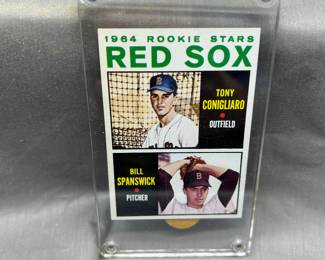 1964 ROOKIE STARS
RED SOX
TONY
CONIGLIARO
OUTFIELD
BILL
SPANSWICK
PITCHER
B
B